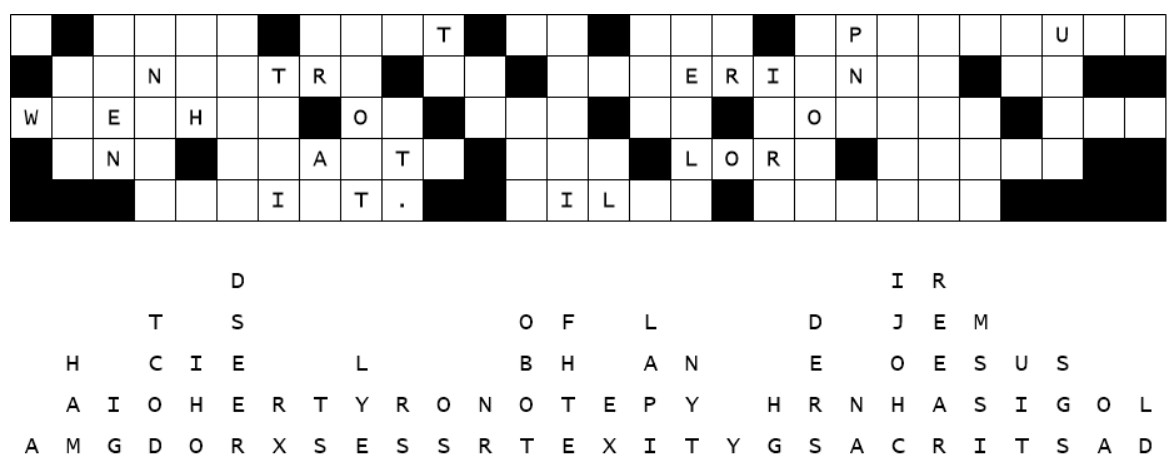 T P U
N T R E R I N
W E H O O
N A T L O R
I T . I L
D I R
T S O F L D J E M
H C I E L B H A N E O E S U S
A I O H E R T Y R O N O T E P Y H R N H A S I G O L
A M G D O R X S E S S R T E X I T Y G S A C R I T S A D